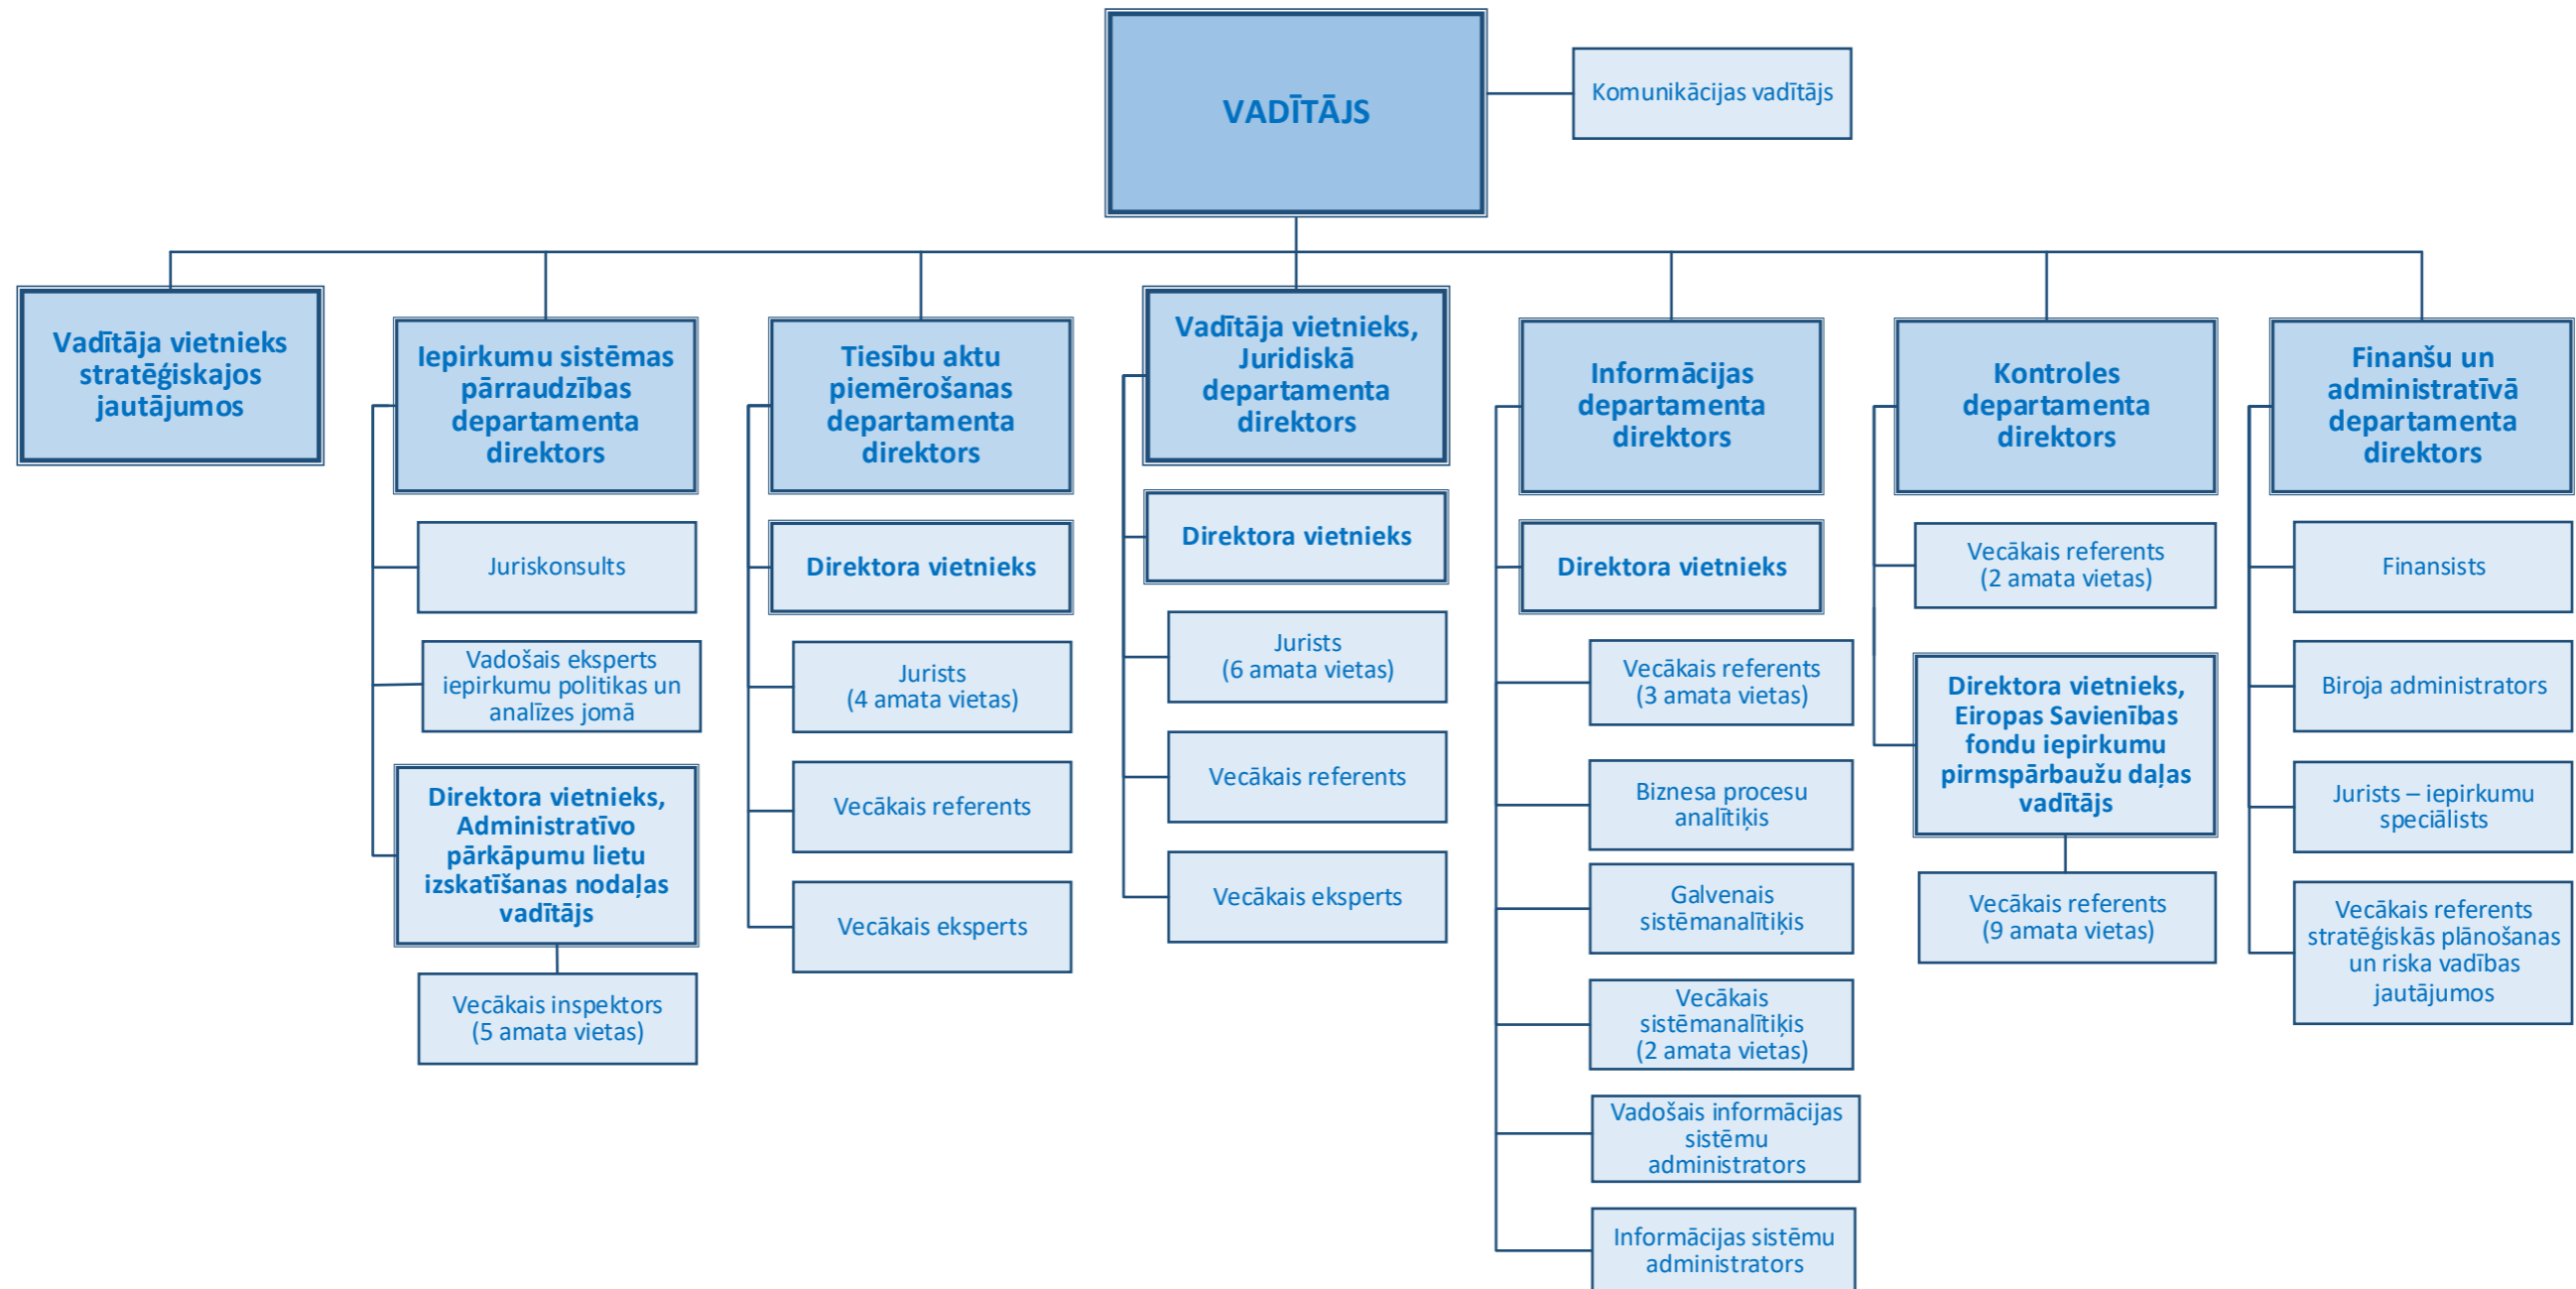 VADĪTĀJS
Komunikācijas vadītājs
Vadītāja vietnieks
stratēģiskajos
jautājumos
Iepirkumu sistēmas
pārraudzības
departamenta
direktors
Juriskonsults
Vadošais eksperts
iepirkumu politikas un
analīzes jomā
Direktora vietnieks,
Administratīvo
pārkāpumu lietu
izskatīšanas nodaļas
vadītājs
Vecākais inspektors
(5 amata vietas)
Tiesību aktu
piemērošanas
departamenta
direktors
Direktora vietnieks
Jurists
(4 amata vietas)
Vecākais referents
Vecākais eksperts
Vadītāja vietnieks,
Juridiskā
departamenta
direktors
Direktora vietnieks
Jurists
(6 amata vietas)
Vecākais referents
Vecākais eksperts
Informācijas
departamenta
direktors
Direktora vietnieks
Vecākais referents
(3 amata vietas)
Biznesa procesu
analītiķis
Galvenais
sistēmanalītiķis
Vecākais
sistēmanalītiķis
(2 amata vietas)
Vadošais informācijas
sistēmu
administrators
Informācijas sistēmu
administrators
Kontroles
departamenta
direktors
Vecākais referents
(2 amata vietas)
Direktora vietnieks,
Eiropas Savienības
fondu iepirkumu
pirmspārbaužu daļas
vadītājs
Vecākais referents
(9 amata vietas)
Finanšu un
administratīvā
departamenta
direktors
Finansists
Biroja administrators
Jurists – iepirkumu
speciālists
Vecākais referents
stratēģiskās plānošanas
un riska vadības
jautājumos